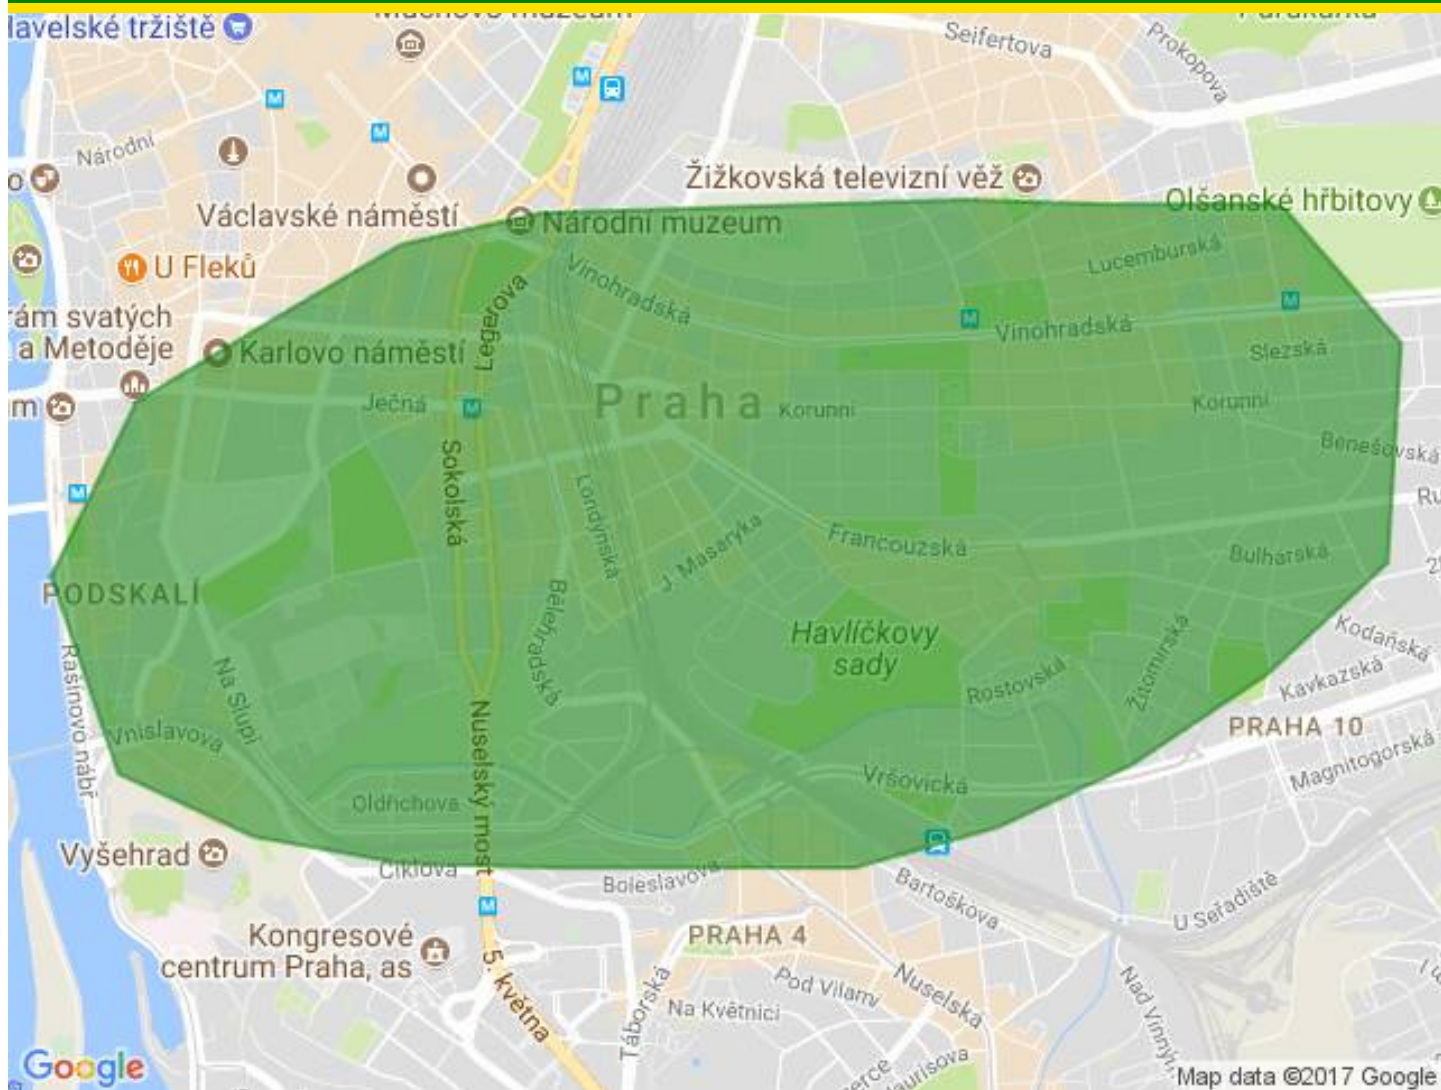 Havelské tržiště
Seifertova
Prokopova
Národní
Žižkovská televizní věž
Olšanské hřbitovy
Václavské náměstí
Národní muzeum
U Fleků
Lucemburská
Vinohradská
Legerova
rám svatých
a Metoděje
Vinohradská
Karlovo náměstí
Slezská
m
Ječná
Praha
Korunní
Korunní
Benešovská
Sokolská
Londýnská
Ru
Francouzská
J. Masaryka
Bulharská
PODSKALÍ
Bělehradská
Havlíčkovy
sady
Kodaňská
Žitomírská
Rašínovo nábř
Na Slupi
Rostovská
Kavkazská
Vnislavova
Nuselský most
PRAHA 10
Magnitogorská
Vršovická
Oldřichova
Vyšehrad
Čiklova
Boleslavova
Bartoškova
U Seřadiště
Kongresové
centrum Praha, as
PRAHA 4
5. května
Táborská
Pod Vilami
Nuselská
Na Květnici
Nad Vinný
Google
Map data ©2017 Google